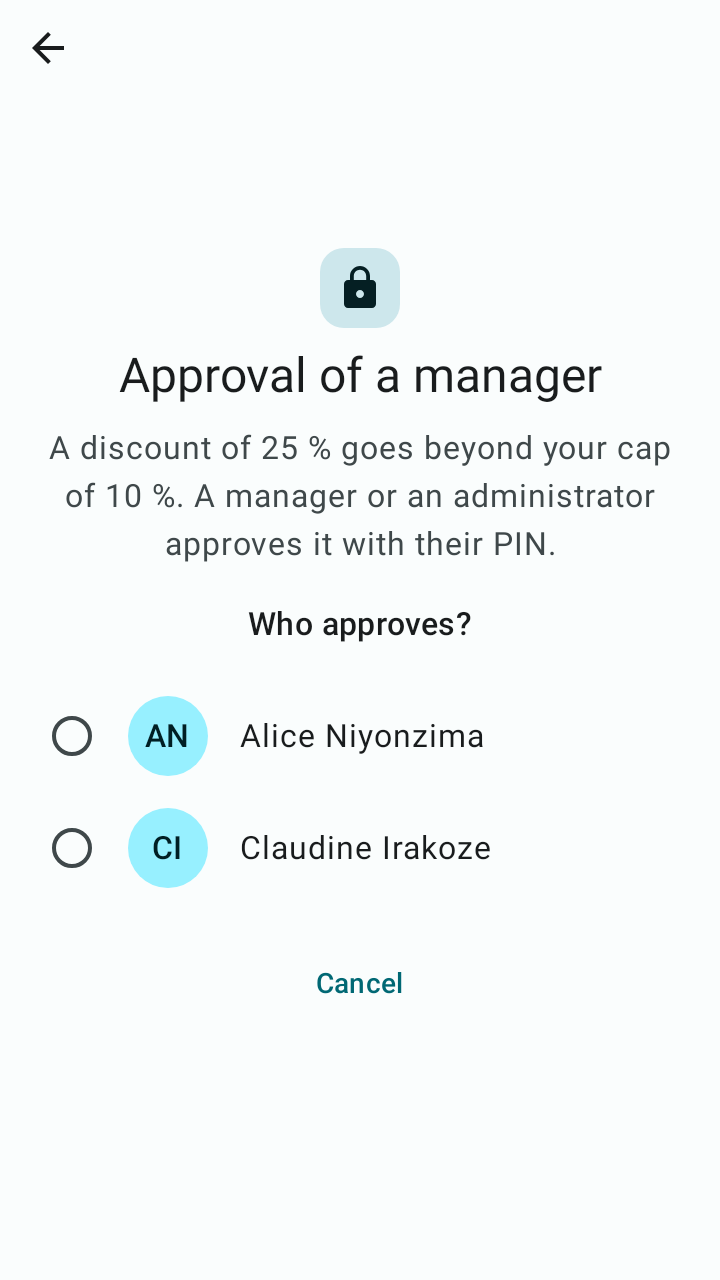 Approval of a manager
A discount of 25 % goes beyond your cap
of 10 %. A manager or an administrator
approves it with their PIN.
Who approves?
AN Alice Niyonzima
CI Claudine Irakoze
Cancel